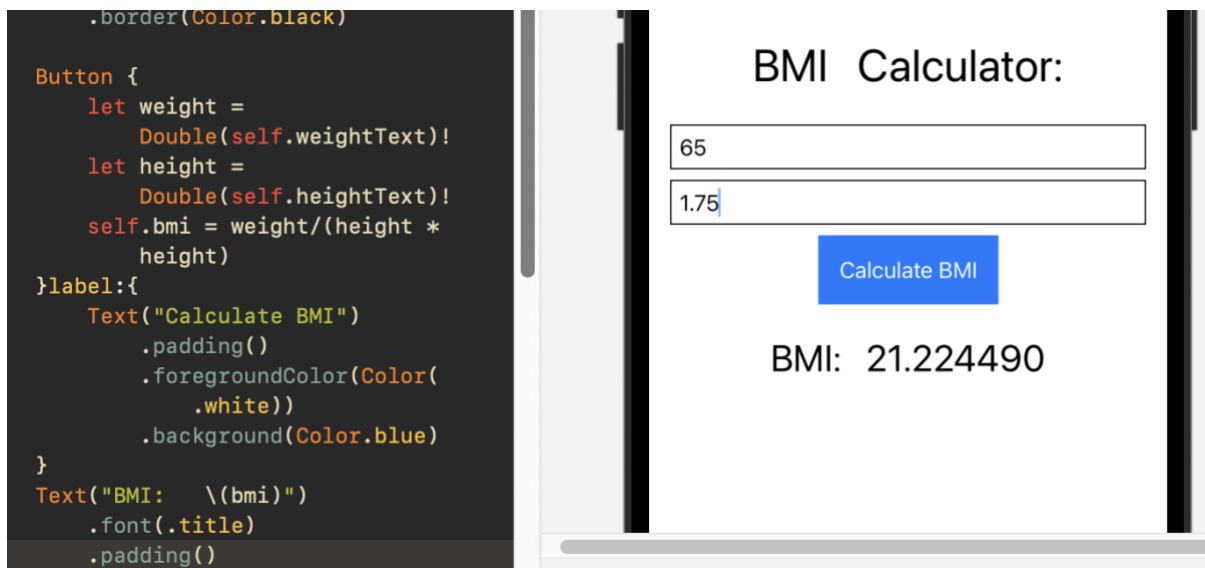 .border(Color.black)
Button {
let weight =
Double(self.weightText)!
let height =
Double(self.heightText)!
self.bmi = weight/(height *
height)
}label:{
Text("Calculate BMI")
.padding()
.foregroundColor(Color(
.white))
.background(Color.blue)
}
Text("BMI:   \(bmi)")
.font(.title)
.padding()
BMI Calculator:
65
1.75
Calculate BMI
BMI: 21.224490